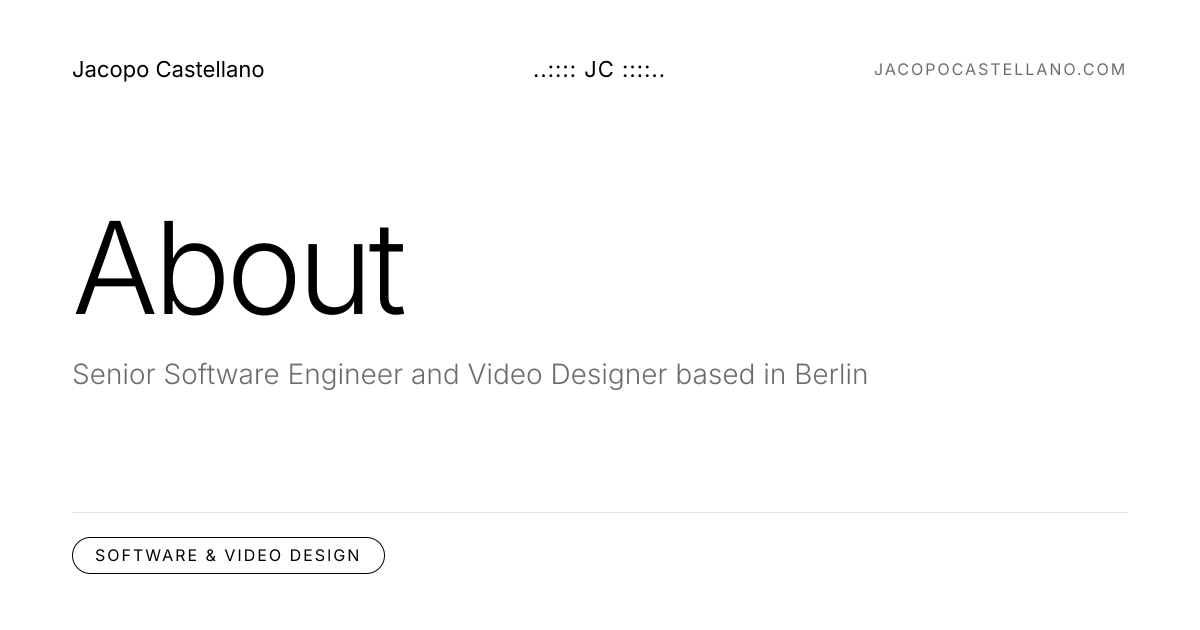 Jacopo Castellano
..:::: JC ::::..
JACOPOCASTELLANO.COM
About
Senior Software Engineer and Video Designer based in Berlin
SOFTWARE & VIDEO DESIGN